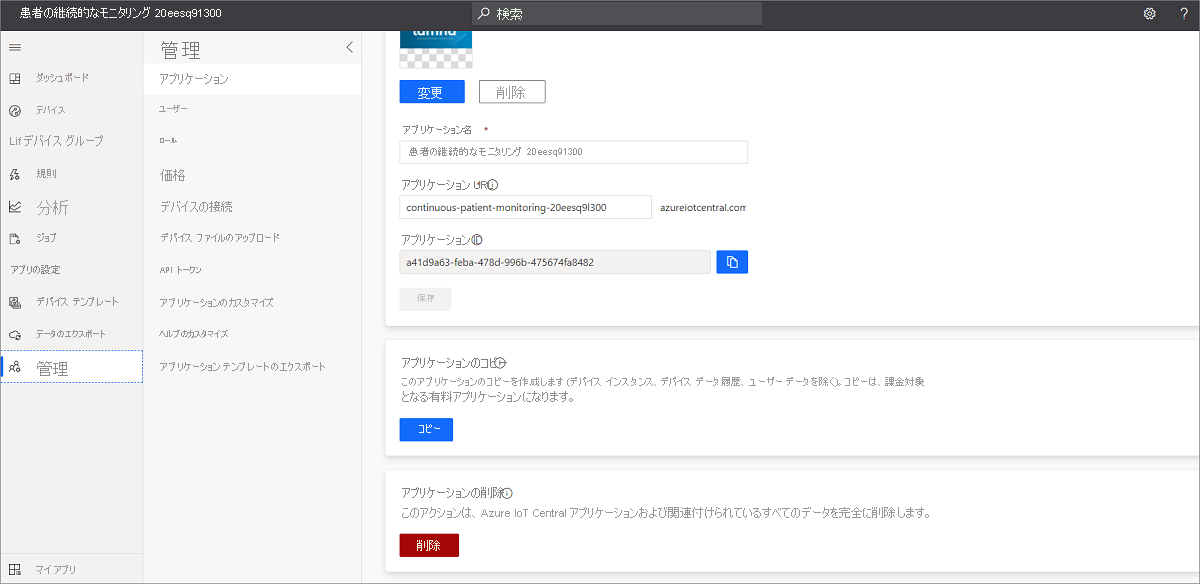 患者の継続的なモニタリング 20eesq91300
検索
?
ダッシュボード
デバイス
Lif デバイス グループ
規則
分析
ジョブ
アプリの設定
デバイス テンプレート
データのエクスポート
管理
マイアプリ
管理
アプリケーション
ユーザー
ロール
価格
デバイスの接続
デバイス ファイルのアップロード
API トークン
アプリケーションのカスタマイズ
ヘルプのカスタマイズ
アプリケーション テンプレートのエクスポート
変更
削除
アプリケーション名 *
患者の継続的なモニタリング 20eesq91300
アプリケーション URL
continuous-patient-monitoring-20eesq9l300
azureiotcentral.com
アプリケーション ID
a41d9a63-feba-478d-996b-475674fa8482
保存
アプリケーションのコピー
このアプリケーションのコピーを作成します (デバイス インスタンス、デバイス データ履歴、ユーザー データを除く)。コピーは、課金対象
となる有料アプリケーションになります。
コピー
アプリケーションの削除
このアクションは、Azure IoT Central アプリケーションおよび関連付けられているすべてのデータを完全に削除します。
削除